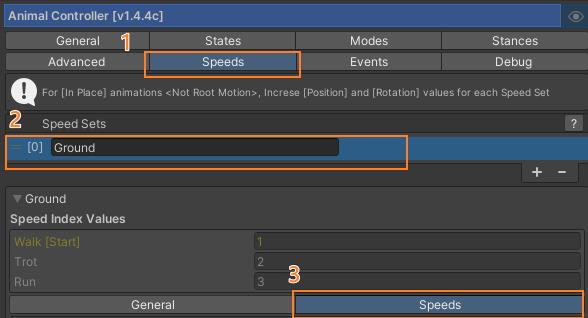 Animal Controller [v1.4.4c]
General 1 States Modes Stances
Advanced Speeds Events Debug
For [In Place] animations <Not Root Motion>, Increse [Position] and [Rotation] values for each Speed Set
2 Speed Sets ?
= [0] Ground
+ −
▼ Ground
Speed Index Values
Walk [Start] 1
Trot 2
Run 3 3
General Speeds